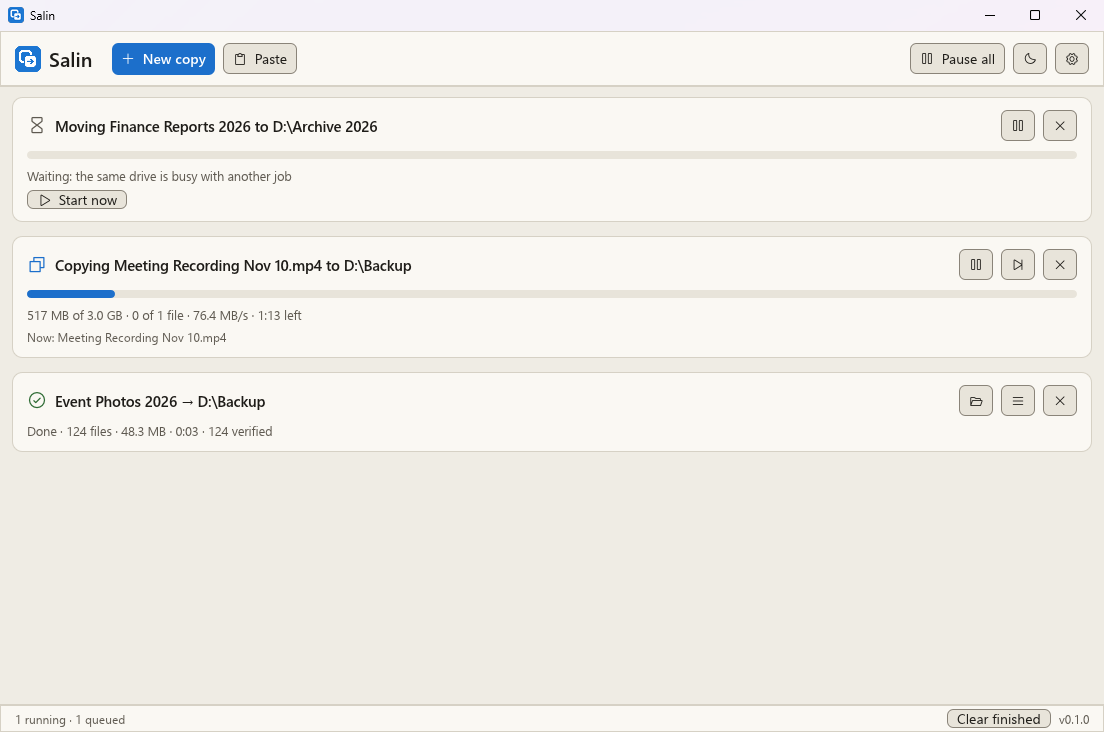 Salin
Salin
New copy
Paste
Pause all
Moving Finance Reports 2026 to D:\Archive 2026
Waiting: the same drive is busy with another job
Start now
Copying Meeting Recording Nov 10.mp4 to D:\Backup
517 MB of 3.0 GB · 0 of 1 file · 76.4 MB/s · 1:13 left
Now: Meeting Recording Nov 10.mp4
Event Photos 2026 → D:\Backup
Done · 124 files · 48.3 MB · 0:03 · 124 verified
1 running · 1 queued
Clear finished
v0.1.0